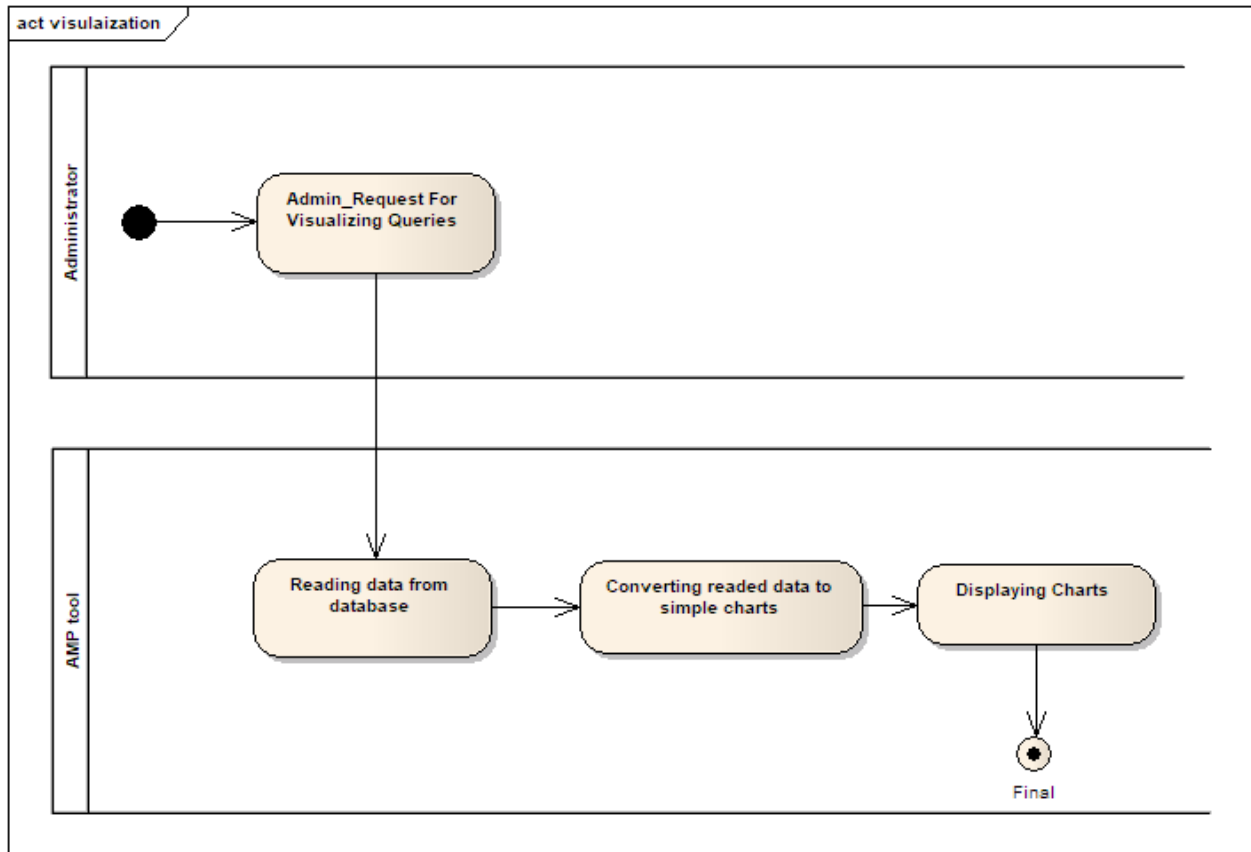 act visulaization
Administrator
Admin_Request For
Visualizing Queries
AMP tool
Reading data from
database
Converting readed data to
simple charts
Displaying Charts
Final